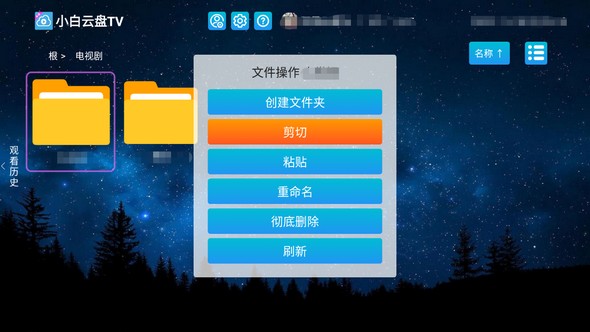 小白云盘TV
根 > 电视剧
名称 ↑
观看历史
文件操作
创建文件夹
剪切
粘贴
重命名
彻底删除
刷新